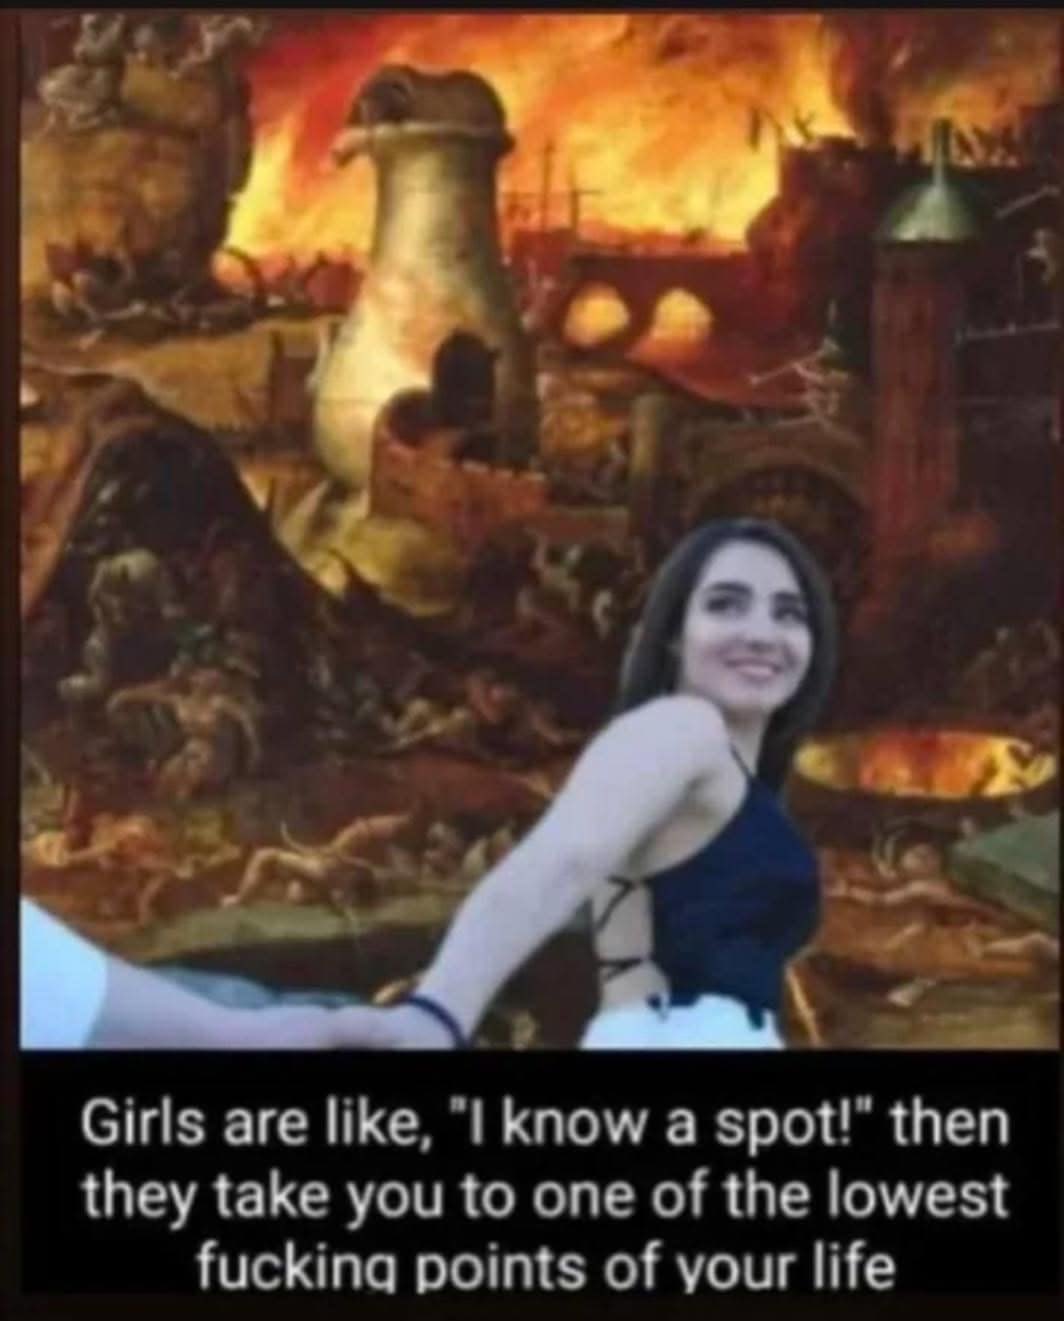 Girls are like, "I know a spot!" then
they take you to one of the lowest
fucking points of your life